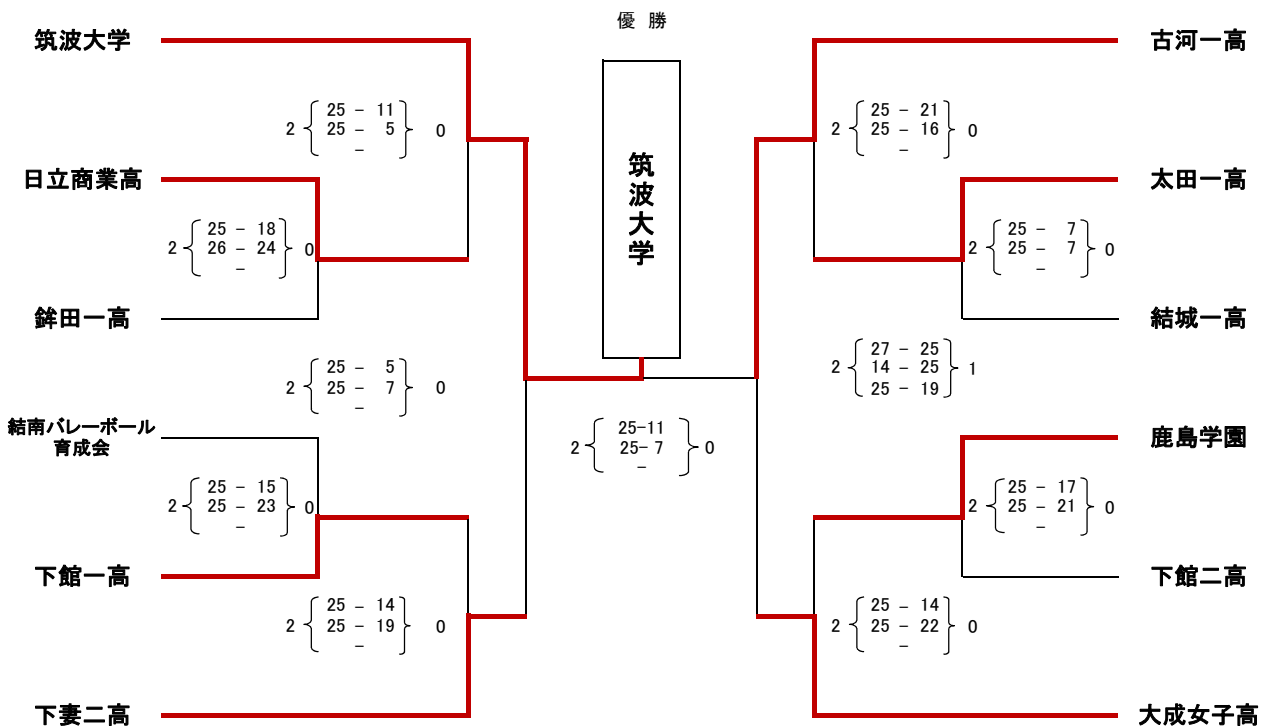 優 勝
筑波大学
古河一高
2 25 - 11 0
25 - 5
-
2 25 - 21 0
25 - 16
-
筑波大学
日立商業高
太田一高
2 25 - 18 0
26 - 24
-
2 25 - 7 0
25 - 7
-
鉾田一高
結城一高
2 25 - 5 0
25 - 7
-
2 27 - 25 1
14 - 25
25 - 19
結南バレーボール
育成会
鹿島学園
2 25-11 0
25- 7
-
2 25 - 15 0
25 - 23
-
2 25 - 17 0
25 - 21
-
下館一高
下館二高
2 25 - 14 0
25 - 19
-
2 25 - 14 0
25 - 22
-
下妻二高
大成女子高